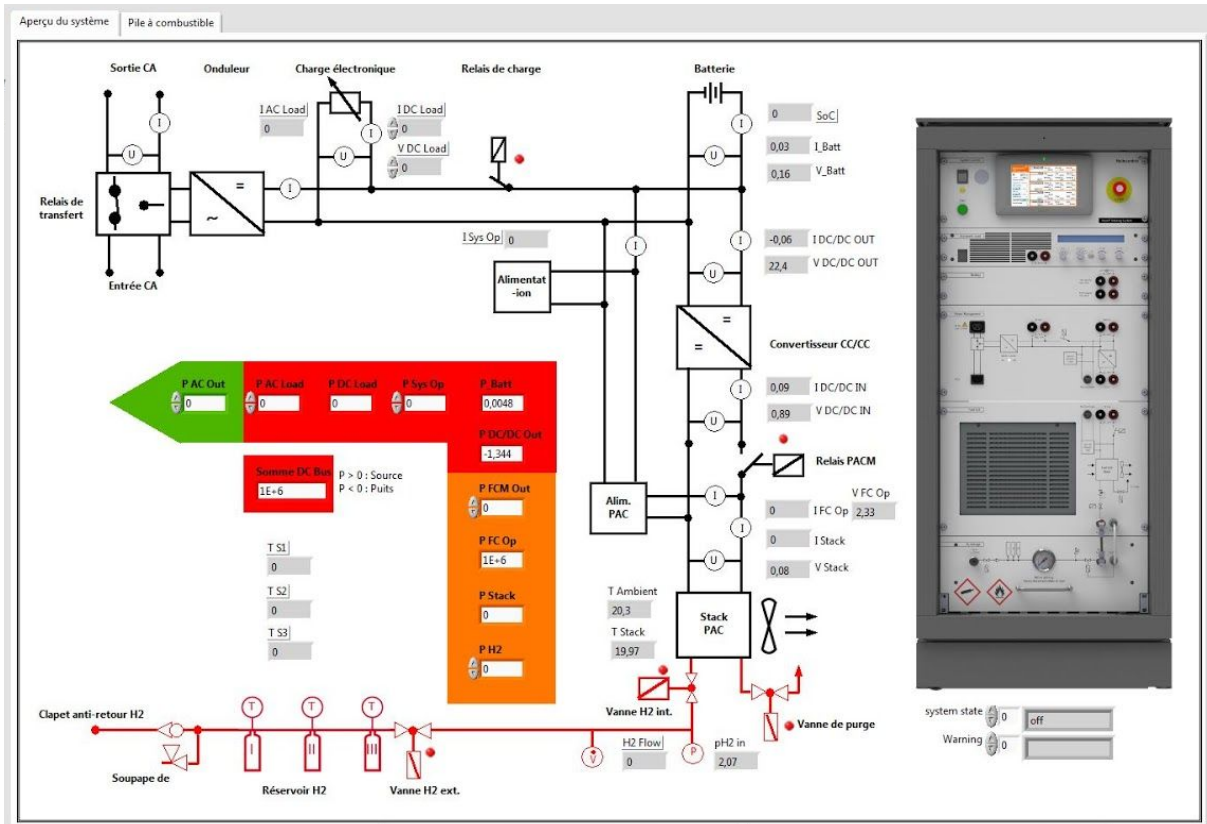 Aperçu du système
Pile à combustible
Sortie CA
Onduleur
Charge électronique
Relais de charge
Batterie
I AC Load
0
I DC Load
0
V DC Load
0
0
SoC
0,03
I_Batt
0,16
V_Batt
I
U
I
U
I
U
=
~
I
Relais de
transfert
Entrée CA
I Sys Op
0
I
I
-0,06
I DC/DC OUT
22,4
V DC/DC OUT
U
Alimentat
-ion
=
=
Convertisseur CC/CC
I
0,09
I DC/DC IN
0,89
V DC/DC IN
U
P AC Out
0
P AC Load
0
P DC Load
0
P Sys Op
0
P_Batt
0,0048
P DC/DC Out
-1,344
Somme DC Bus
1E+6
P > 0 : Source
P < 0 : Puits
Relais PACM
P FCM Out
0
Alim.
PAC
I
I
0
I FC Op
V FC Op
2,33
0
I Stack
U
0,08
V Stack
P FC Op
1E+6
P Stack
0
P H2
0
T S1
0
T S2
0
T S3
0
T Ambient
20,3
T Stack
19,97
Stack
PAC
Vanne H2 int.
Vanne de purge
Clapet anti-retour H2
T
T
T
I
II
III
Soupape de
Réservoir H2
Vanne H2 ext.
V
H2 Flow
0
P
pH2 in
2,07
system state
0
off
Warning
0